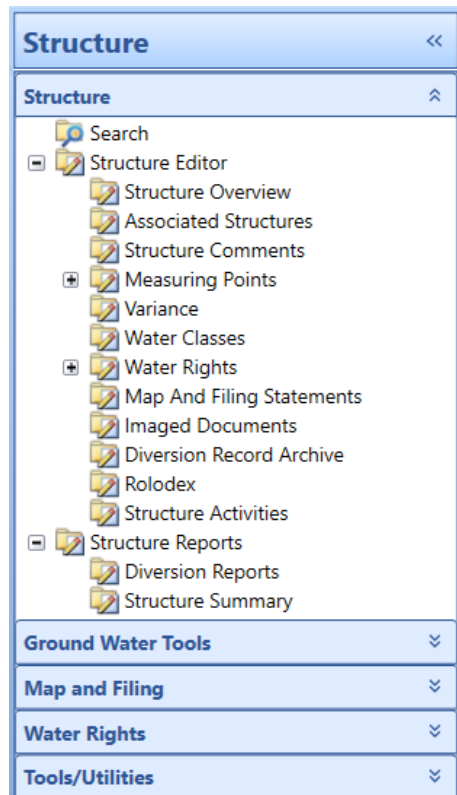 Structure
Structure
Search
Structure Editor
Structure Overview
Associated Structures
Structure Comments
Measuring Points
Variance
Water Classes
Water Rights
Map And Filing Statements
Imaged Documents
Diversion Record Archive
Rolodex
Structure Activities
Structure Reports
Diversion Reports
Structure Summary
Ground Water Tools
Map and Filing
Water Rights
Tools/Utilities